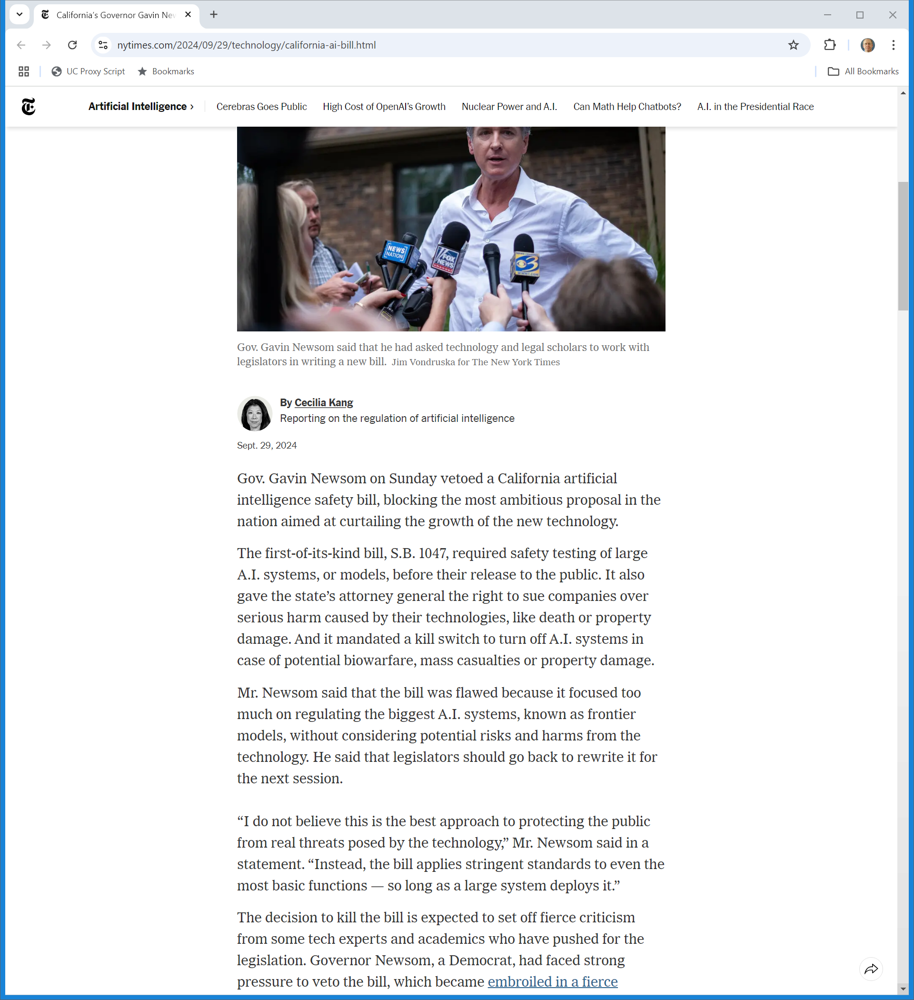 California's Governor Gavin Ne
nytimes.com/2024/09/29/technology/california-ai-bill.html
UC Proxy Script
Bookmarks
All Bookmarks
Artificial Intelligence ›
Cerebras Goes Public
High Cost of OpenAI's Growth
Nuclear Power and A.I.
Can Math Help Chatbots?
A.I. in the Presidential Race
NEWS
NATION
FOX
NEWS
channel
NEWS CHANNEL
3
WWMT.COM
Gov. Gavin Newsom said that he had asked technology and legal scholars to work with
legislators in writing a new bill. Jim Vondruska for The New York Times
By Cecilia Kang
Reporting on the regulation of artificial intelligence
Sept. 29, 2024
Gov. Gavin Newsom on Sunday vetoed a California artificial
intelligence safety bill, blocking the most ambitious proposal in the
nation aimed at curtailing the growth of the new technology.
The first-of-its-kind bill, S.B. 1047, required safety testing of large
A.I. systems, or models, before their release to the public. It also
gave the state’s attorney general the right to sue companies over
serious harm caused by their technologies, like death or property
damage. And it mandated a kill switch to turn off A.I. systems in
case of potential biowarfare, mass casualties or property damage.
Mr. Newsom said that the bill was flawed because it focused too
much on regulating the biggest A.I. systems, known as frontier
models, without considering potential risks and harms from the
technology. He said that legislators should go back to rewrite it for
the next session.
“I do not believe this is the best approach to protecting the public
from real threats posed by the technology,” Mr. Newsom said in a
statement. “Instead, the bill applies stringent standards to even the
most basic functions — so long as a large system deploys it.”
The decision to kill the bill is expected to set off fierce criticism
from some tech experts and academics who have pushed for the
legislation. Governor Newsom, a Democrat, had faced strong
pressure to veto the bill, which became embroiled in a fierce